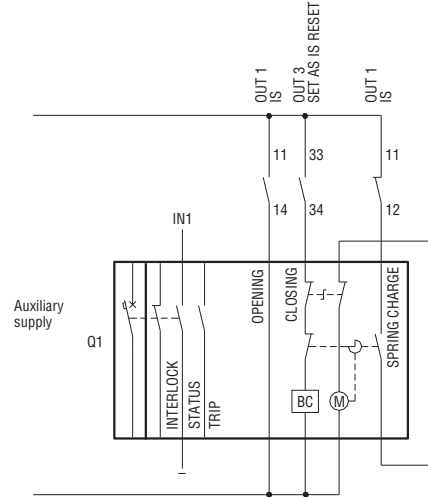 OUT 1
IS
OUT 3
SET AS IS RESET
OUT 1
IS
11
33
11
14
34
12
IN1
Auxiliary
supply
Q1
INTERLOCK
STATUS
TRIP
OPENING
CLOSING
SPRING CHARGE
BC
M